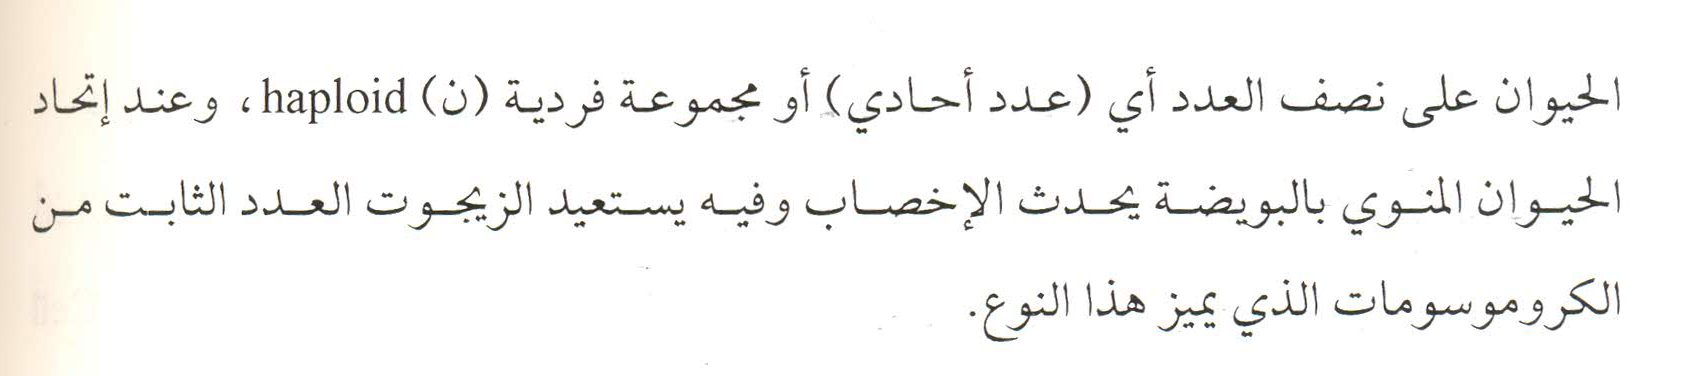 الحيوان على نصف العدد أي (عدد أحادي) أو مجموعة فردية (ن) haploid، وعند إتحاد
الحيوان المنوي بالبويضة يحدث الإخصاب وفيه يستعيد الزيجوت العدد الثابت من
الكروموسومات الذي يميز هذا النوع.